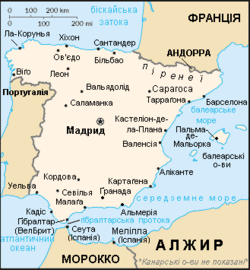 0 100 200 km
0 100 200 mi
біскайська
затока
ФРАНЦІЯ
Ла-Корунья
Хіхон
Сантандер
АНДОРРА
Ов'єдо
Більбао
Віго
Леон
піренеї
Португалія
Вальядолід
Сарагоса
Барселона
Саламанка
Таррагона
балеарське
море
Мадрид
Кастельйон-
де-ла-Плана
Пальма-
де-
Мальорка
Валенсія
балеарські
о-ви
Аліканте
Кордова
Картагена
Уельва
Севілья
Гранада
середземне море
Малага
Кадіс
Альмерія
Гібралтар
(ВелБрит)
гібралтарська протока
атлантичний
океан
Сеута
(Іспанія)
Мелілья
(Іспанія)
АЛЖИР
МОРОККО
*Канарські о-ви не показані*